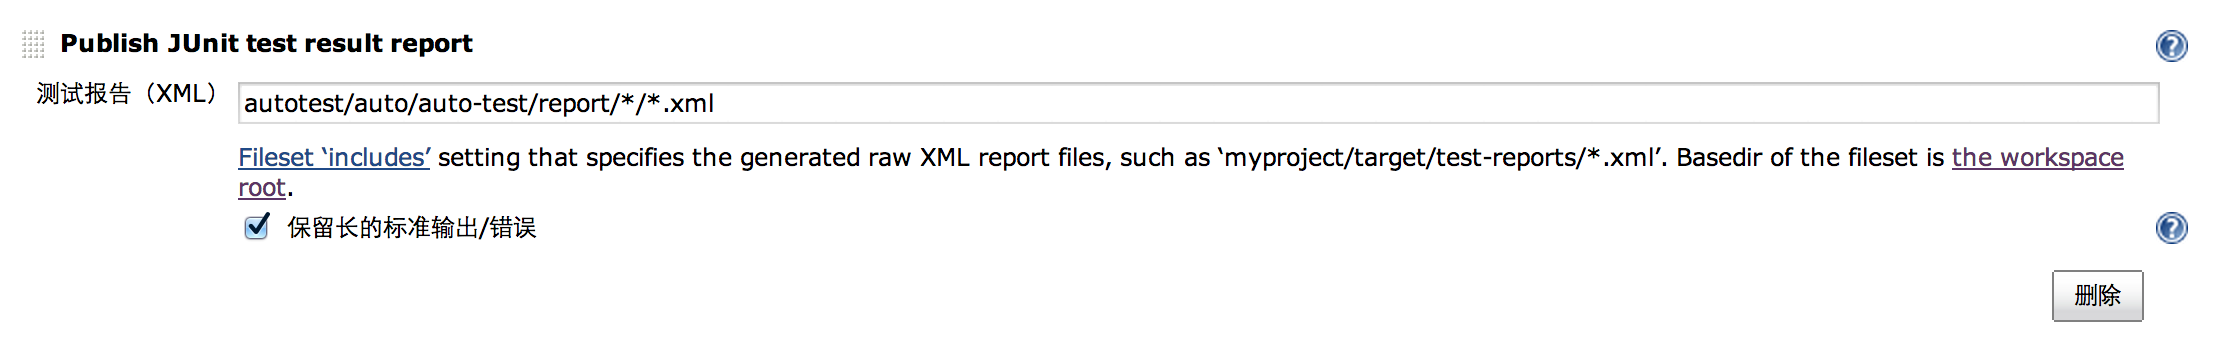 Publish JUnit test result report
测试报告（XML） autotest/auto/auto-test/report/*/*.xml
Fileset ‘includes’ setting that specifies the generated raw XML report files, such as ‘myproject/target/test-reports/*.xml’. Basedir of the fileset is the workspace
root.
保留长的标准输出/错误
删除